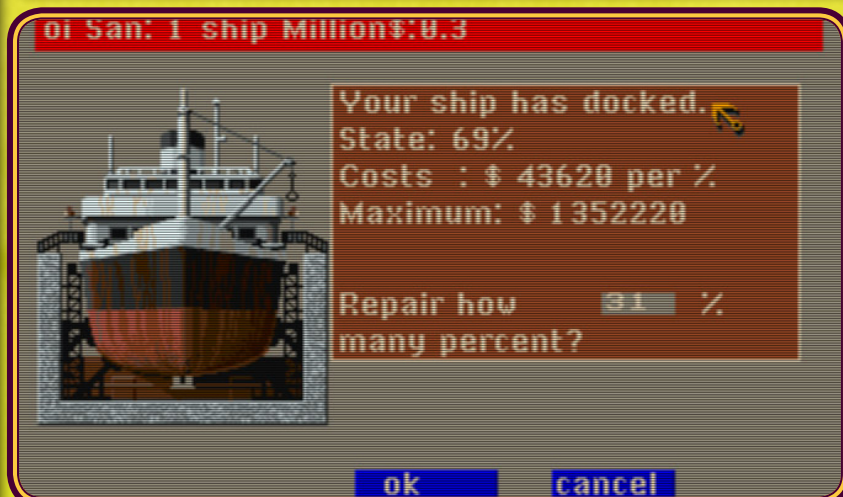 oi San: 1 ship Million$:0.3
Your ship has docked.
State: 69%
Costs : $ 43620 per %
Maximum: $ 1352220
Repair how 31 %
many percent?
ok cancel